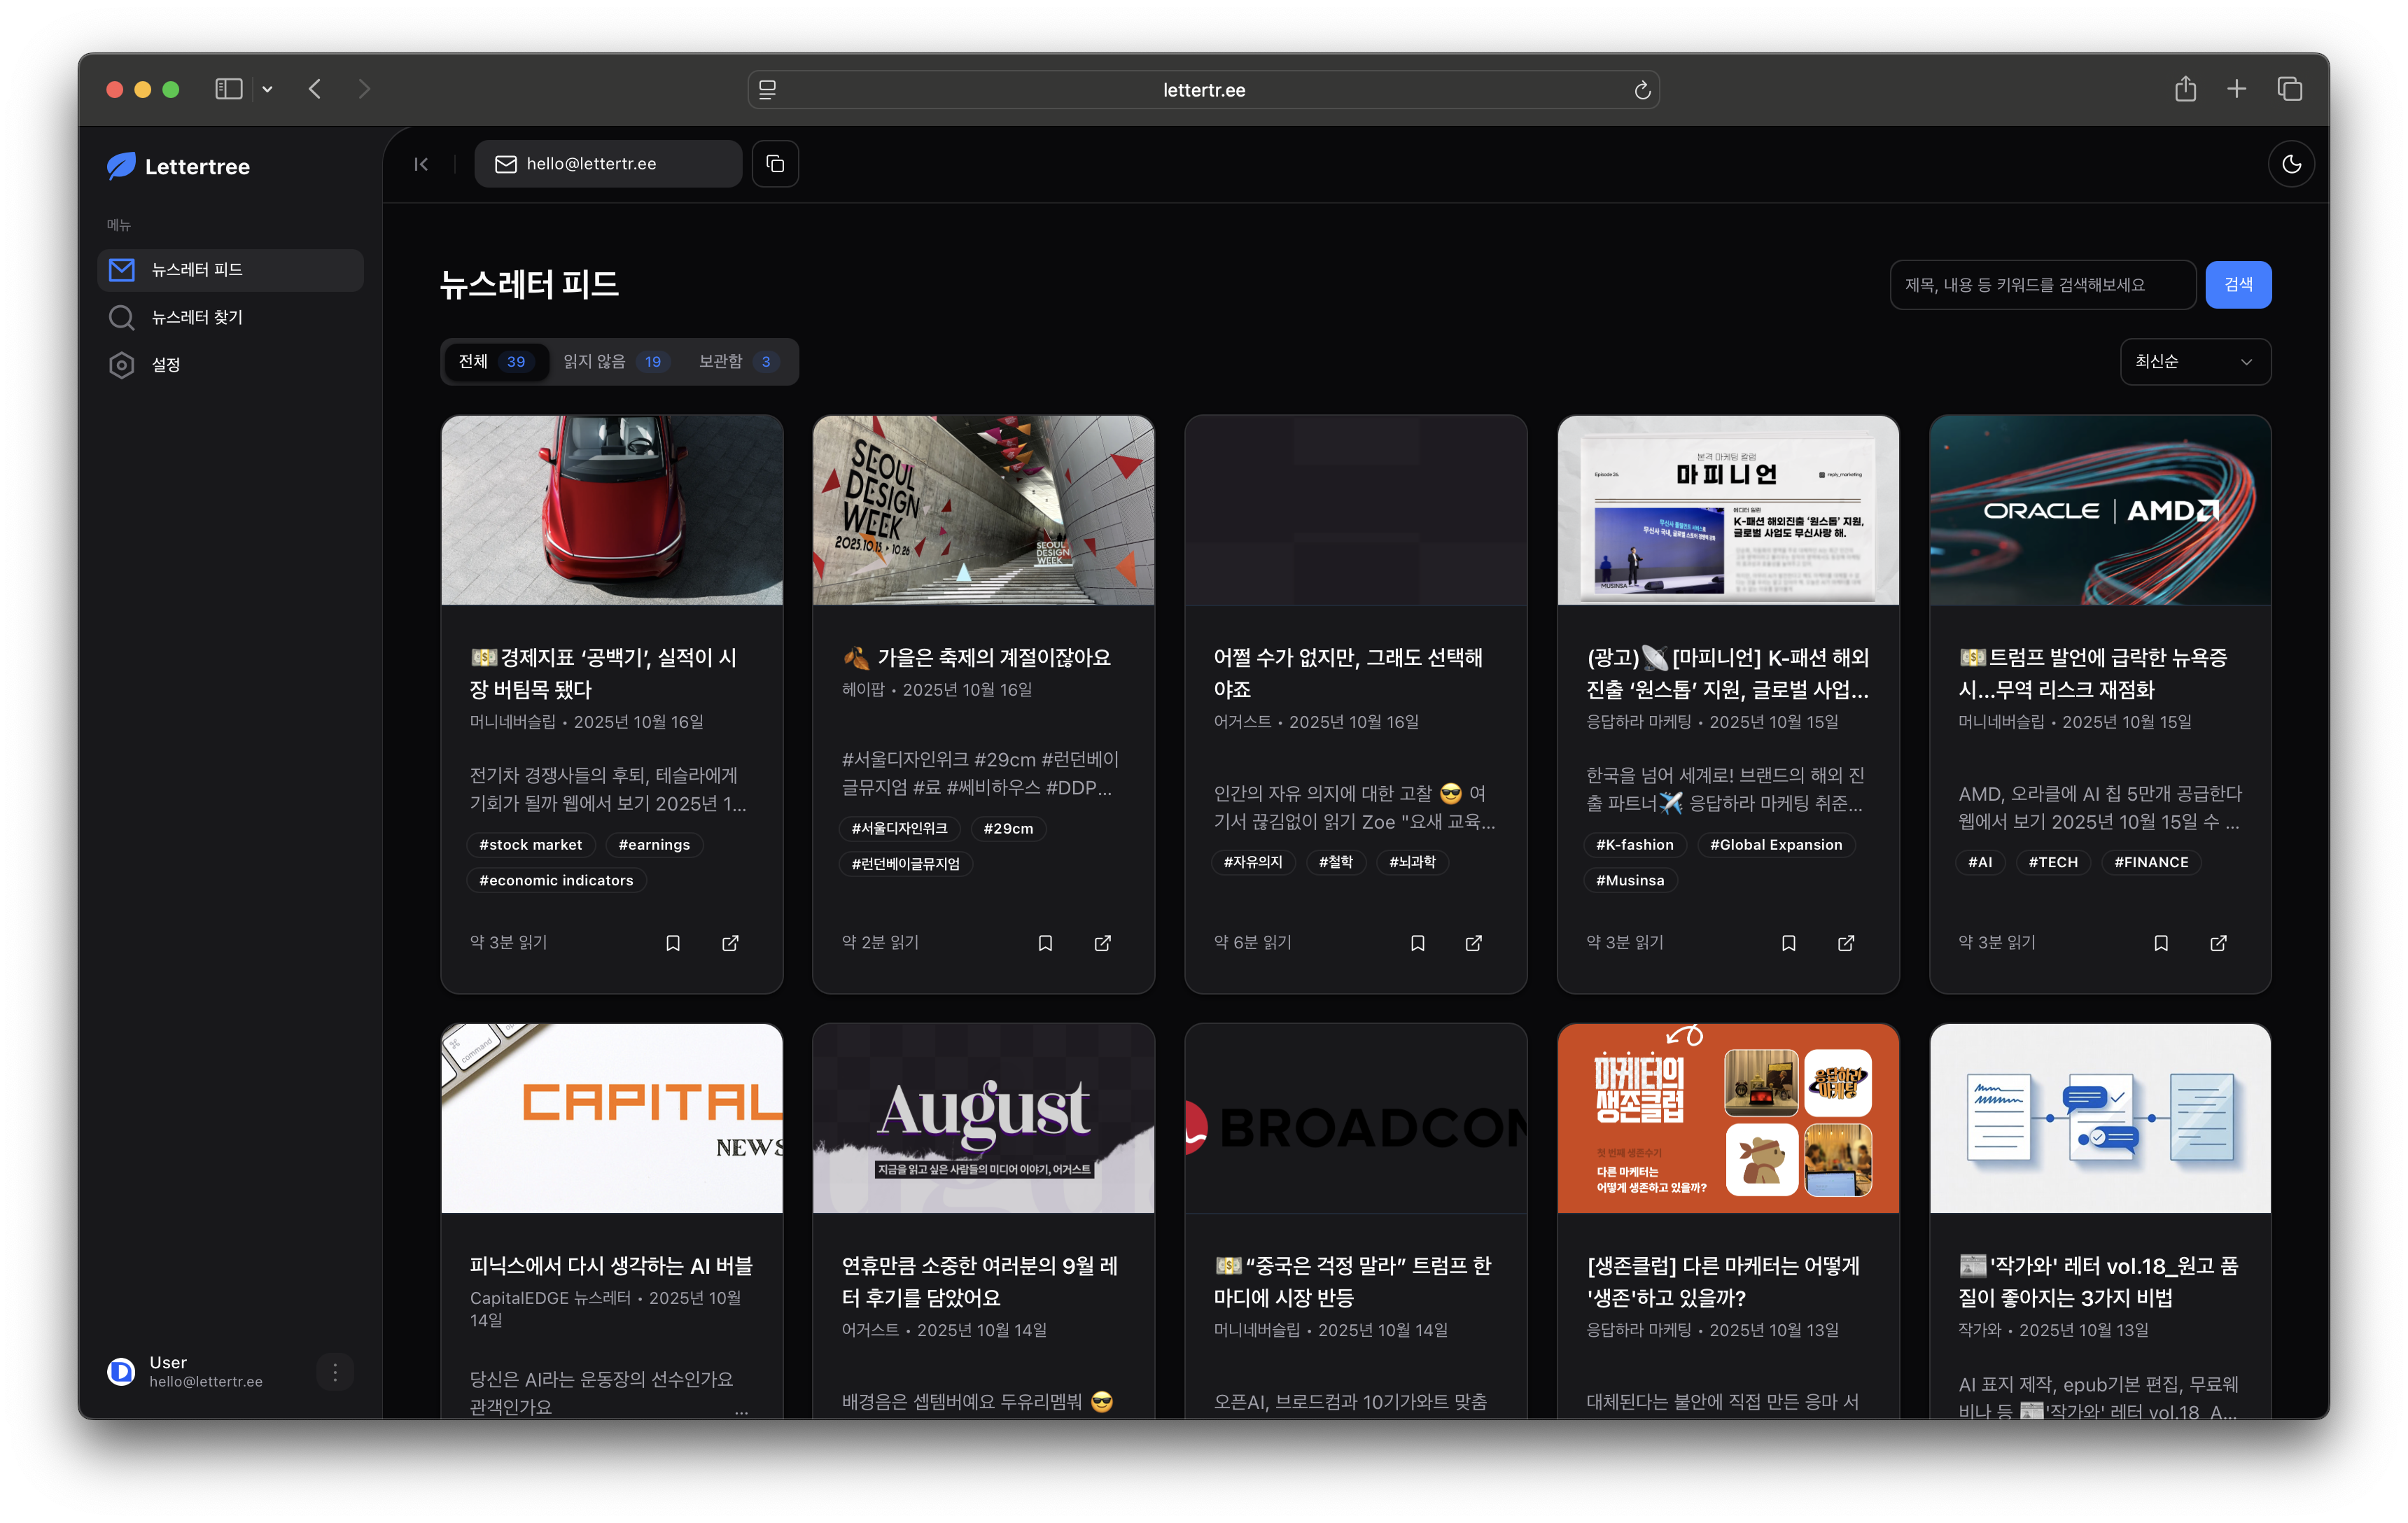 lettertr.ee
Lettertree
hello@lettertr.ee
메뉴
뉴스레터 피드
뉴스레터 찾기
설정
뉴스레터 피드
제목, 내용 등 키워드를 검색해보세요
검색
전체 39
읽지 않음 19
보관함 3
최신순
SEOUL
DESIGN
WEEK
2025.10.15 ▸ 10.26
SEOUL
DESIGN
WEEK
본격 마케팅 컬럼
Episode 26.
마피니언
reply_marketing
K-패션 해외진출 ‘원스톱’ 지원,
글로벌 사업도 무신사랑 해.
MUSINSA
ORACLE | AMD
💵경제지표 ‘공백기’, 실적이 시
장 버팀목 됐다
머니네버슬립 • 2025년 10월 16일
전기차 경쟁사들의 후퇴, 테슬라에게
기회가 될까 웹에서 보기 2025년 1...
#stock market
#earnings
#economic indicators
약 3분 읽기
🍂 가을은 축제의 계절이잖아요
헤이팝 • 2025년 10월 16일
#서울디자인위크 #29cm #런던베이
글뮤지엄 #료 #쎄비하우스 #DDP...
#서울디자인위크
#29cm
#런던베이글뮤지엄
약 2분 읽기
어쩔 수가 없지만, 그래도 선택해
야죠
어거스트 • 2025년 10월 16일
인간의 자유 의지에 대한 고찰 😎 여
기서 끊김없이 읽기 Zoe "요새 교육...
#자유의지
#철학
#뇌과학
약 6분 읽기
(광고)📡[마피니언] K-패션 해외
진출 ‘원스톱’ 지원, 글로벌 사업...
응답하라 마케팅 • 2025년 10월 15일
한국을 넘어 세계로! 브랜드의 해외 진
출 파트너✈️ 응답하라 마케팅 취준...
#K-fashion
#Global Expansion
#Musinsa
약 3분 읽기
💵트럼프 발언에 급락한 뉴욕증
시...무역 리스크 재점화
머니네버슬립 • 2025년 10월 15일
AMD, 오라클에 AI 칩 5만개 공급한다
웹에서 보기 2025년 10월 15일 수 ...
#AI
#TECH
#FINANCE
약 3분 읽기
command
CAPITAL
NEWS
August
지금을 읽고 싶은 사람들의 미디어 이야기, 어거스트
BROADCOM
마케터의
생존클럽
첫 번째 생존수기
다른 마케터는
어떻게 생존하고 있을까?
응답하라
마케팅
피닉스에서 다시 생각하는 AI 버블
CapitalEDGE 뉴스레터 • 2025년 10월
14일
당신은 AI라는 운동장의 선수인가요
관객인가요 ...
연휴만큼 소중한 여러분의 9월 레
터 후기를 담았어요
어거스트 • 2025년 10월 14일
배경음은 셉템버예요 두유리멤붜 😎
💵“중국은 걱정 말라” 트럼프 한
마디에 시장 반등
머니네버슬립 • 2025년 10월 14일
오픈AI, 브로드컴과 10기가와트 맞춤
[생존클럽] 다른 마케터는 어떻게
'생존'하고 있을까?
응답하라 마케팅 • 2025년 10월 13일
대체된다는 불안에 직접 만든 응마 서
📰'작가와' 레터 vol.18_원고 품
질이 좋아지는 3가지 비법
작가와 • 2025년 10월 13일
AI 표지 제작, epub기본 편집, 무료웨
비나 등 📰'작가와' 레터 vol.18_A...
User
hello@lettertr.ee